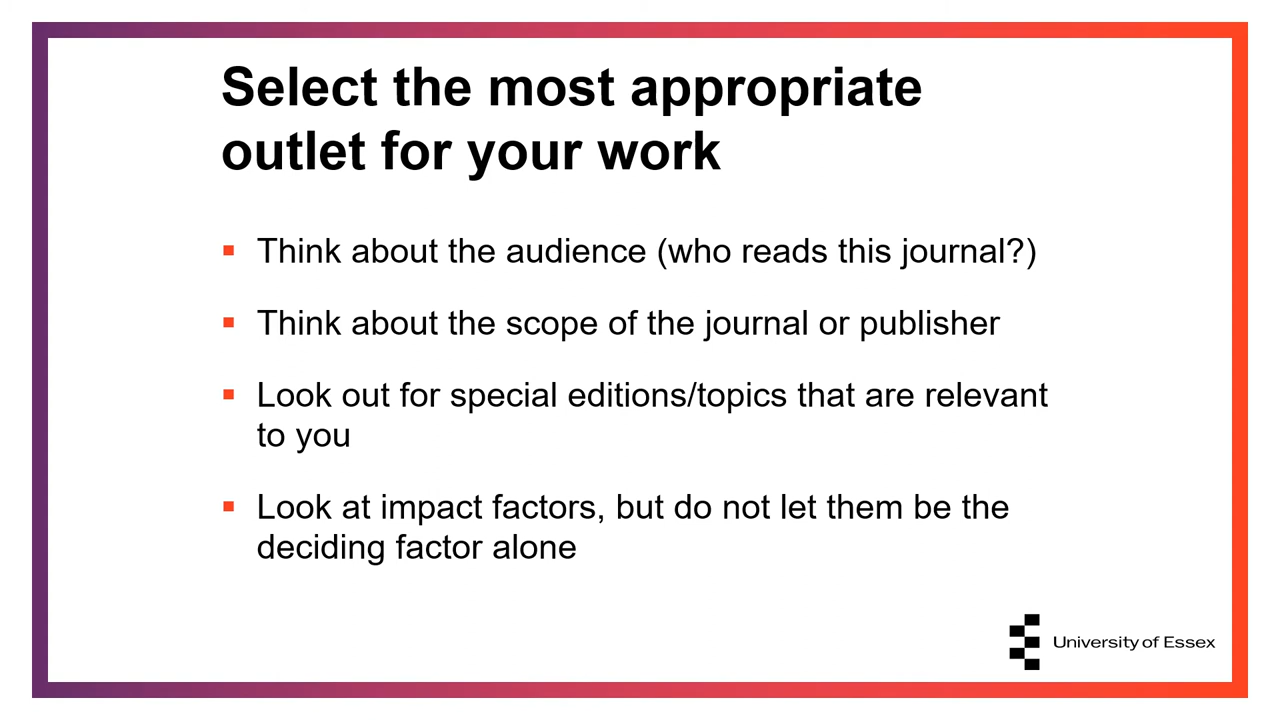 Select the most appropriate
outlet for your work
▪ Think about the audience (who reads this journal?)
▪ Think about the scope of the journal or publisher
▪ Look out for special editions/topics that are relevant
to you
▪ Look at impact factors, but do not let them be the
deciding factor alone
University of Essex